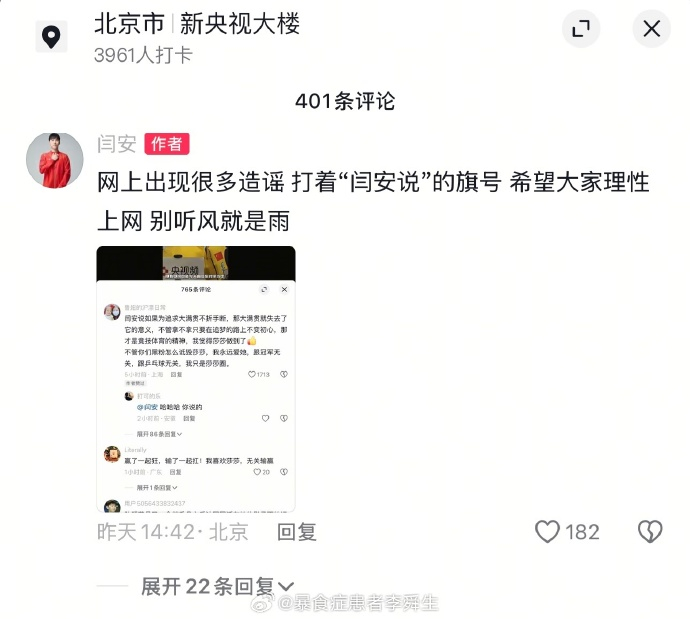 北京市 | 新央视大楼
3961人打卡
401条评论
闫安 作者
网上出现很多造谣 打着“闫安说”的旗号 希望大家理性
上网 别听风就是雨
央视频
765条评论
闫安说如果为追求大满贯不折手断，那大满贯就失去了
它的意义，不管拿不拿只要在追梦的路上不变初心，那
才是竞技体育的精神，我觉得莎莎做到了👍
不管你们黑粉怎么诋毁莎莎，我永远爱她，跟冠军无
关，跟乒乓球无关，我只是莎莎圈。
5小时前·上海 回复 1713
作者赞过
@闫安 哈哈哈 你说的
2小时前·安徽 回复
展开86条回复
Literally
赢了一起狂，输了一起扛！我喜欢莎莎，无关输赢
1小时前·广东 回复 20
展开1条回复
用户5056433832437
昨天 14:42·北京 回复 182
展开22条回复
@暴食症患者李舜生